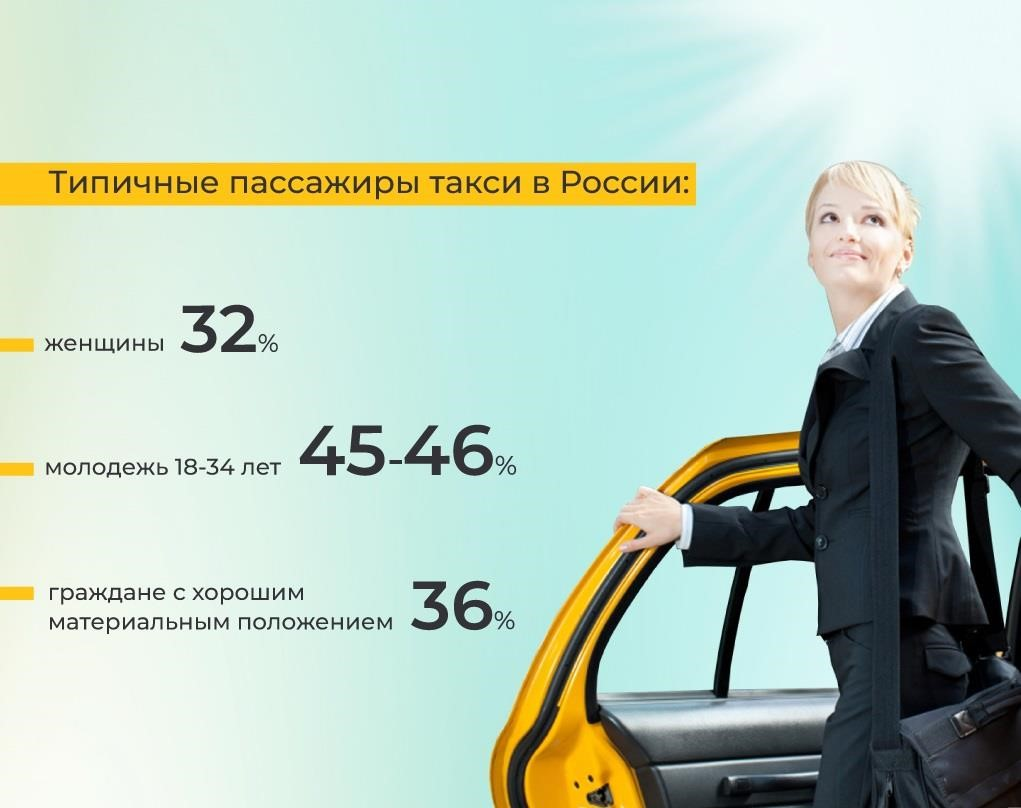 Типичные пассажиры такси в России:
женщины 32%
молодежь 18-34 лет 45-46%
граждане с хорошим
материальным положением 36%